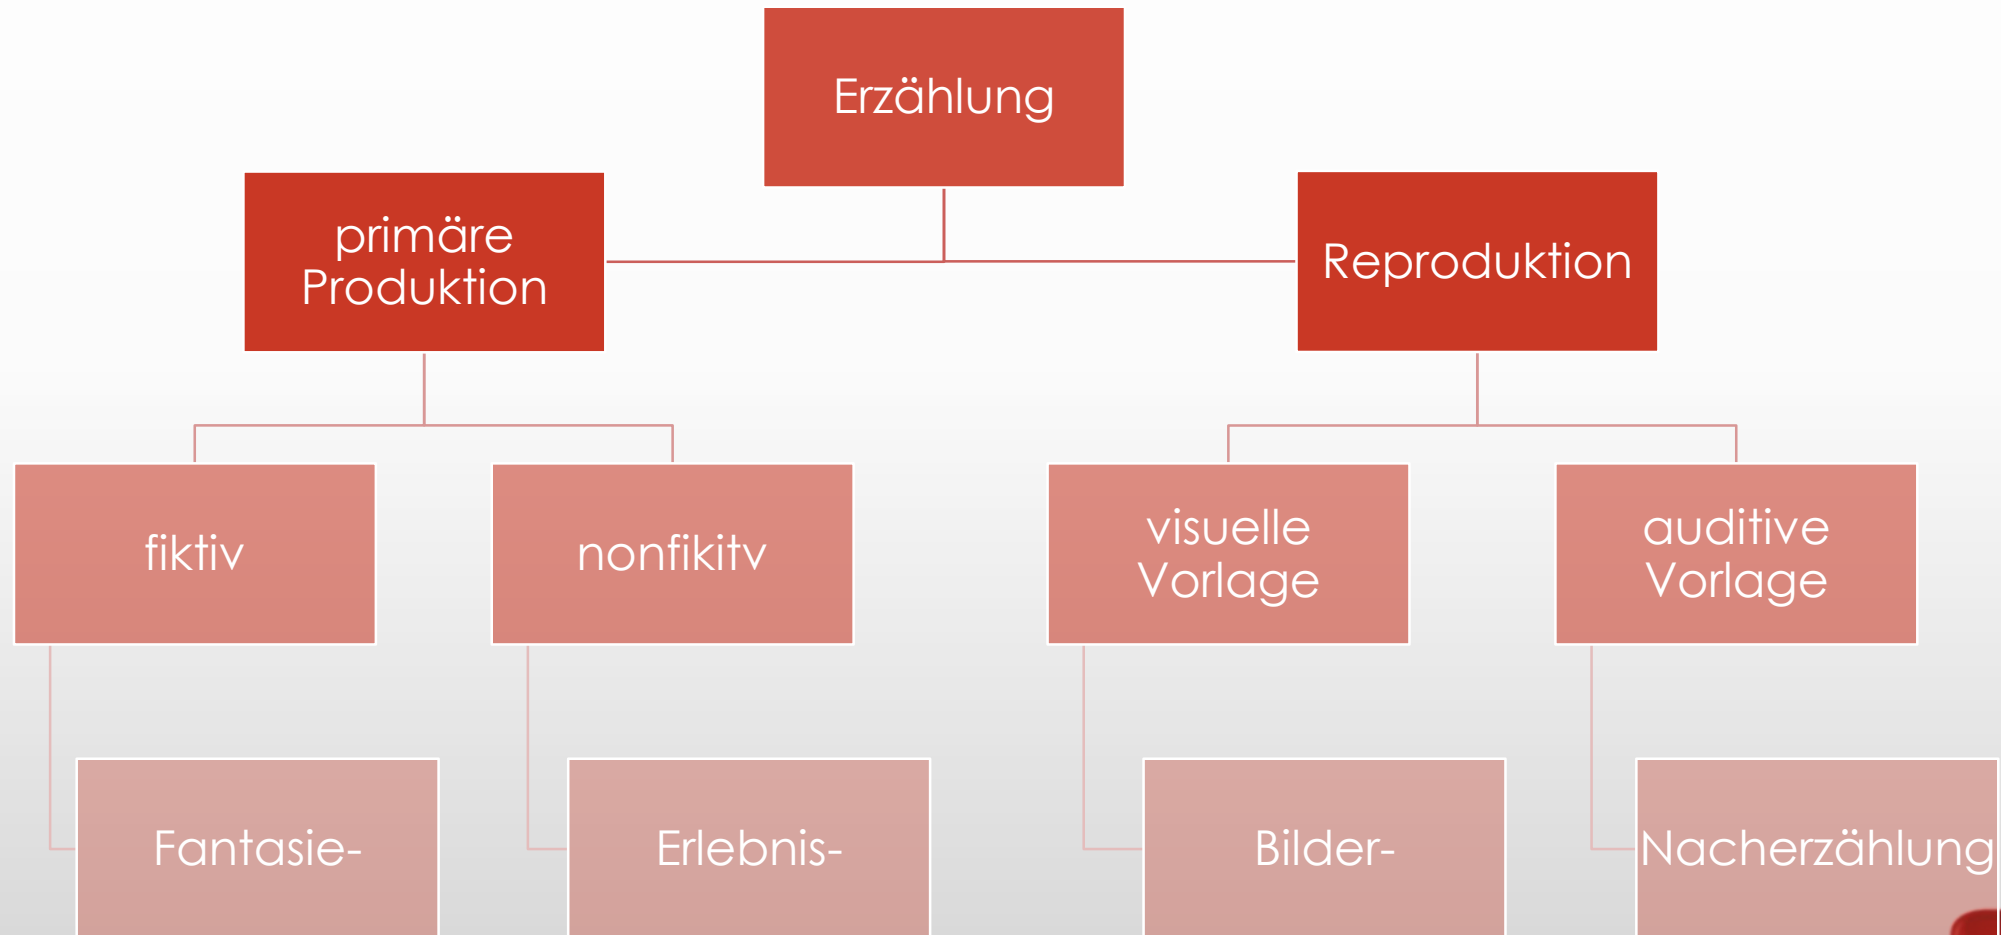 Erzählung
primäre
Produktion
Reproduktion
fiktiv
nonfikitv
visuelle
Vorlage
auditive
Vorlage
Fantasie-
Erlebnis-
Bilder-
Nacherzählung